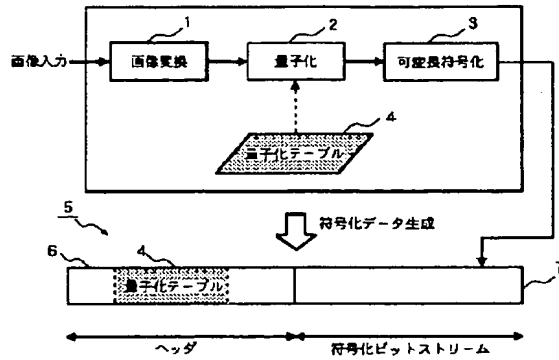 1
2
3
画像入力
画像変換
量子化
可変長符号化
4
量子化テーブル
5
符号化データ生成
6
4
量子化テーブル
7
ヘッダ
符号化ビットストリーム